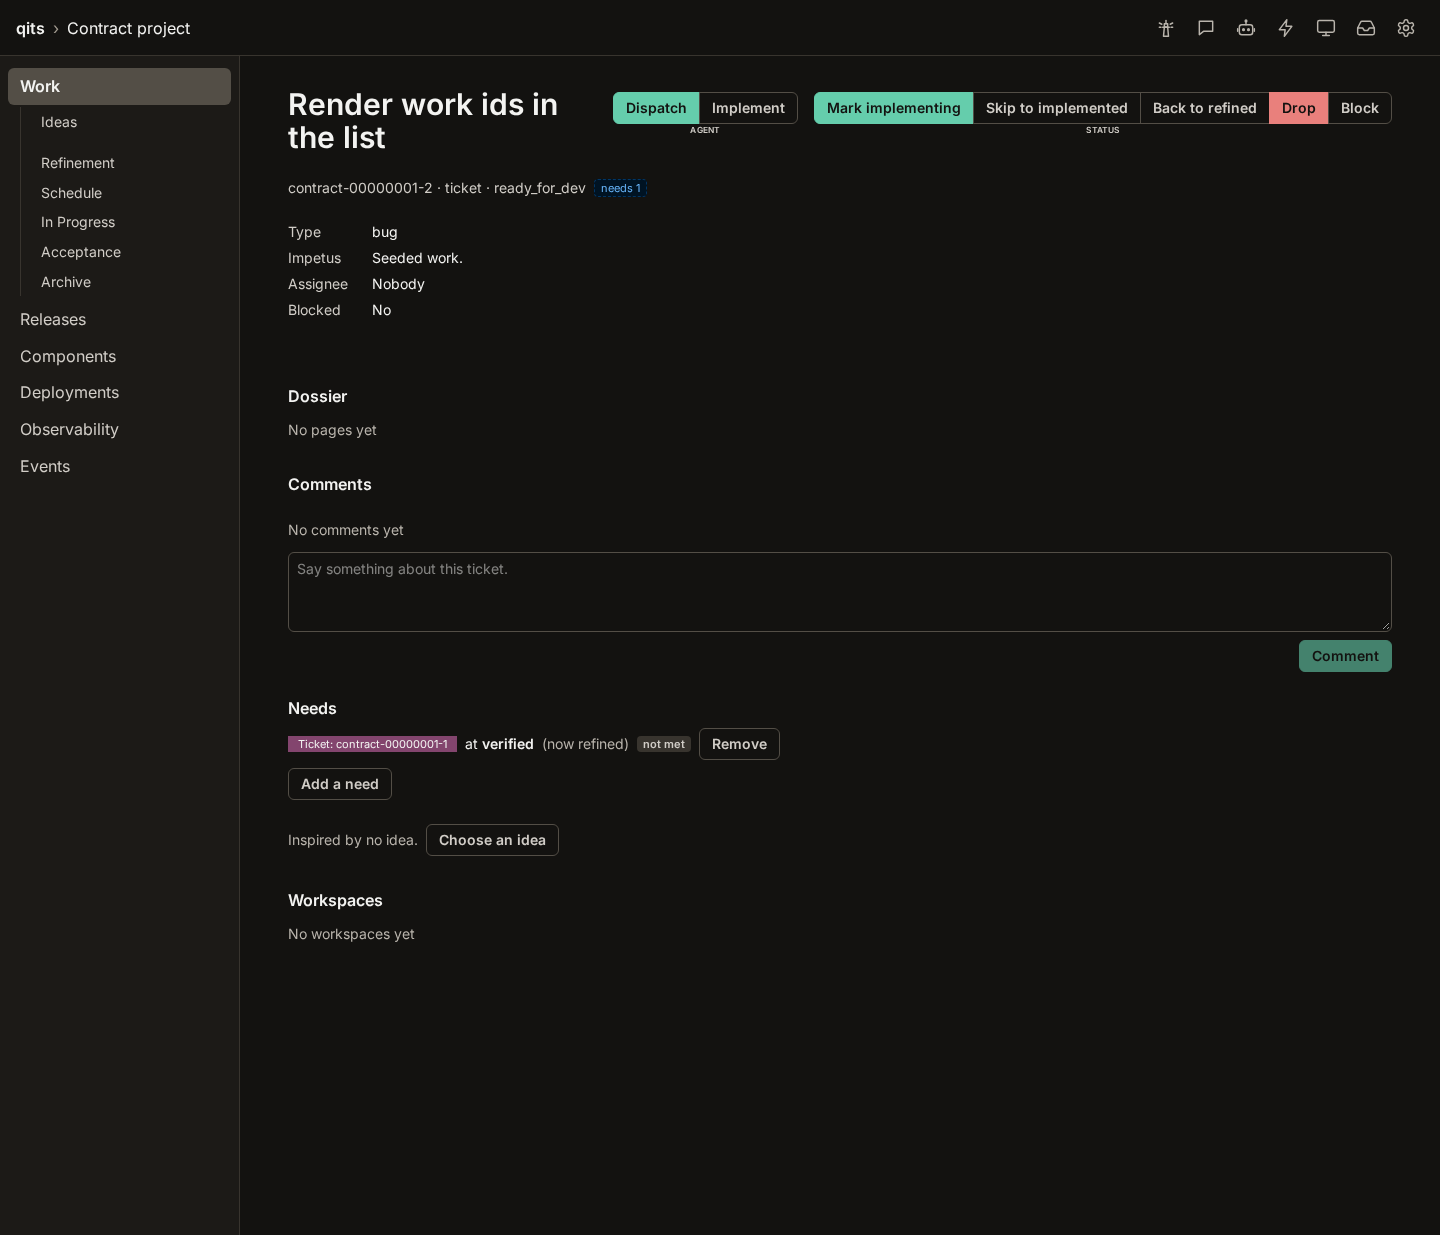 qits › Contract project
Work
Ideas
Refinement
Schedule
In Progress
Acceptance
Archive
Releases
Components
Deployments
Observability
Events
Render work ids in
the list
Dispatch Implement
AGENT
Mark implementing Skip to implemented Back to refined Drop Block
STATUS
contract-00000001-2 · ticket · ready_for_dev needs 1
Type bug
Impetus Seeded work.
Assignee Nobody
Blocked No
Dossier
No pages yet
Comments
No comments yet
Say something about this ticket.
Comment
Needs
Ticket: contract-00000001-1 at verified (now refined) not met Remove
Add a need
Inspired by no idea. Choose an idea
Workspaces
No workspaces yet